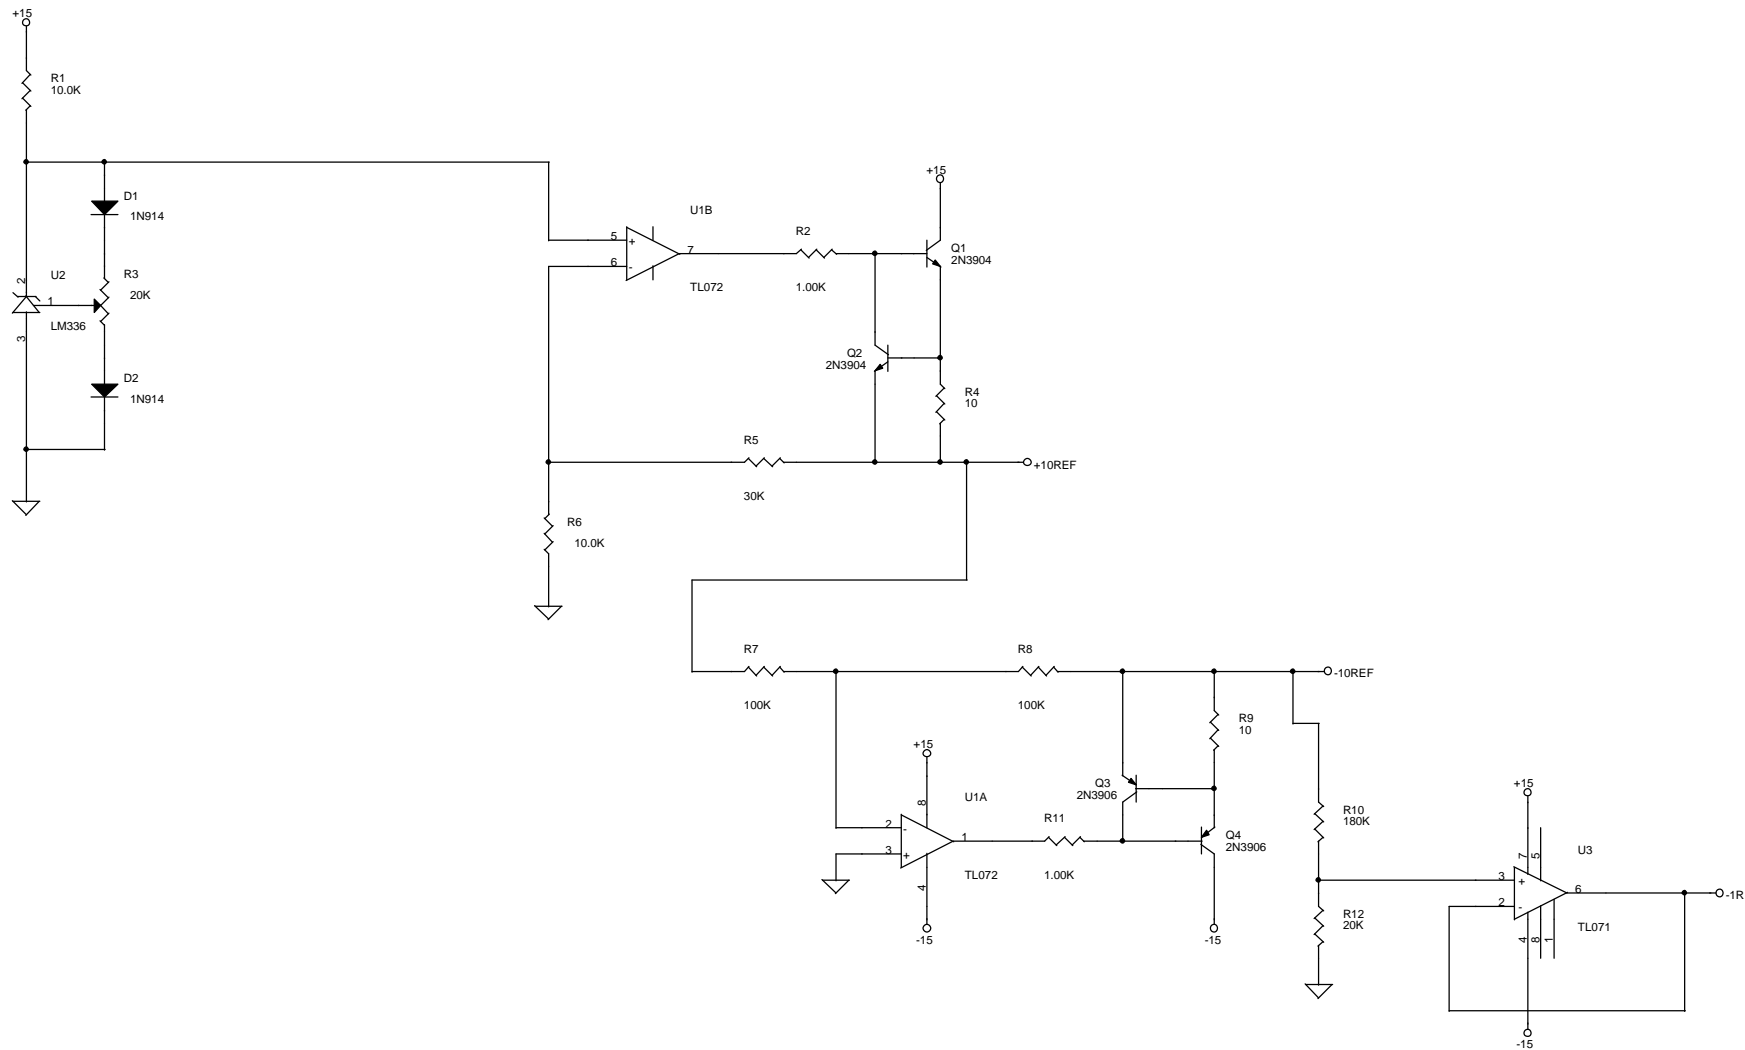 +15
R1
10.0K
D1
1N914
+15
U1B
5
+
6
-
7
R2
TL072
1.00K
Q1
2N3904
2
U2
1
LM336
3
R3
20K
Q2
2N3904
D2
1N914
R4
10
R5
30K
+10REF
R6
10.0K
R7
100K
R8
100K
-10REF
R9
10
+15
Q3
2N3906
8
U1A
2
-
3
+
1
4
TL072
-15
R11
1.00K
Q4
2N3906
-15
R10
180K
+15
7
5
U3
3
+
2
-
6
-1R
R12
20K
4
8
1
TL071
-15